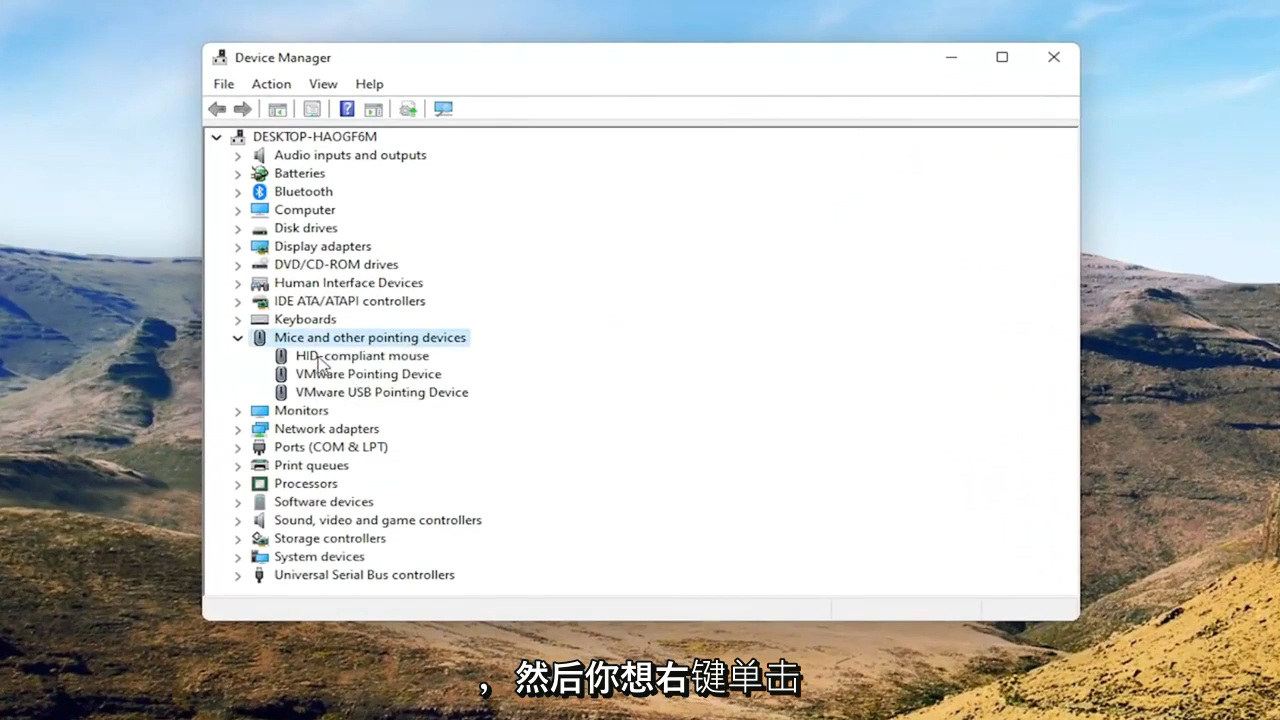 Device Manager
File Action View Help
DESKTOP-HAOGF6M
Audio inputs and outputs
Batteries
Bluetooth
Computer
Disk drives
Display adapters
DVD/CD-ROM drives
Human Interface Devices
IDE ATA/ATAPI controllers
Keyboards
Mice and other pointing devices
HID-compliant mouse
VMware Pointing Device
VMware USB Pointing Device
Monitors
Network adapters
Ports (COM & LPT)
Print queues
Processors
Software devices
Sound, video and game controllers
Storage controllers
System devices
Universal Serial Bus controllers
，然后你想右键单击